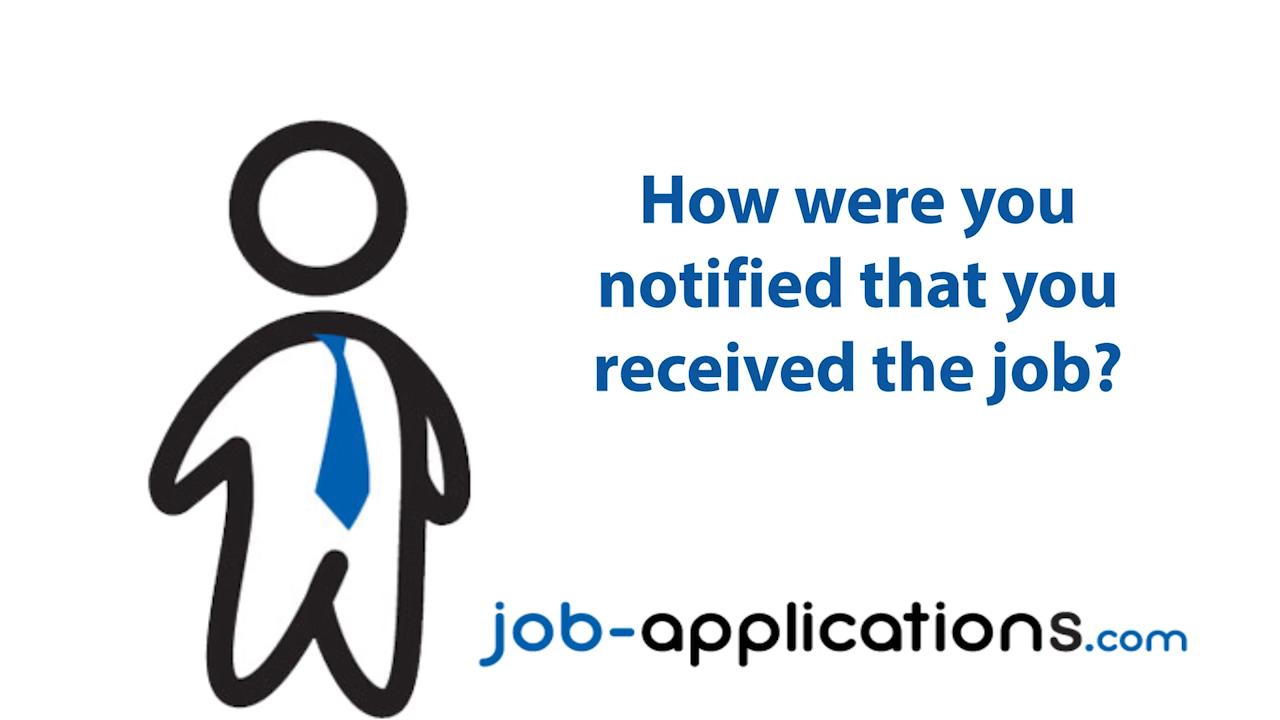 How were you
notified that you
received the job?
job-applications.com